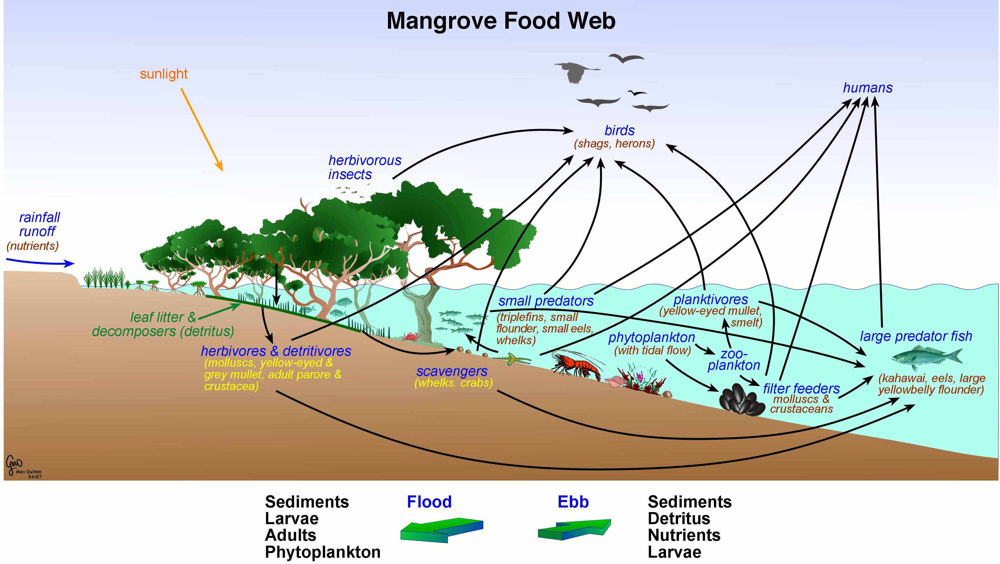 Mangrove Food Web
sunlight
humans
birds
(shags, herons)
herbivorous
insects
rainfall
runoff
(nutrients)
leaf litter &
decomposers (detritus)
herbivores & detritivores
(molluscs, yellow-eyed &
grey mullet, adult parore &
crustacea)
scavengers
(whelks. crabs)
small predators
(triplefins, small
flounder, small eels,
whelks)
planktivores
(yellow-eyed mullet,
smelt)
phytoplankton
(with tidal flow)
zoo-
plankton
filter feeders
molluscs &
crustaceans
large predator fish
(kahawai, eels, large
yellowbelly flounder)
Max Oulton
04/07
Sediments
Larvae
Adults
Phytoplankton
Flood
Ebb
Sediments
Detritus
Nutrients
Larvae